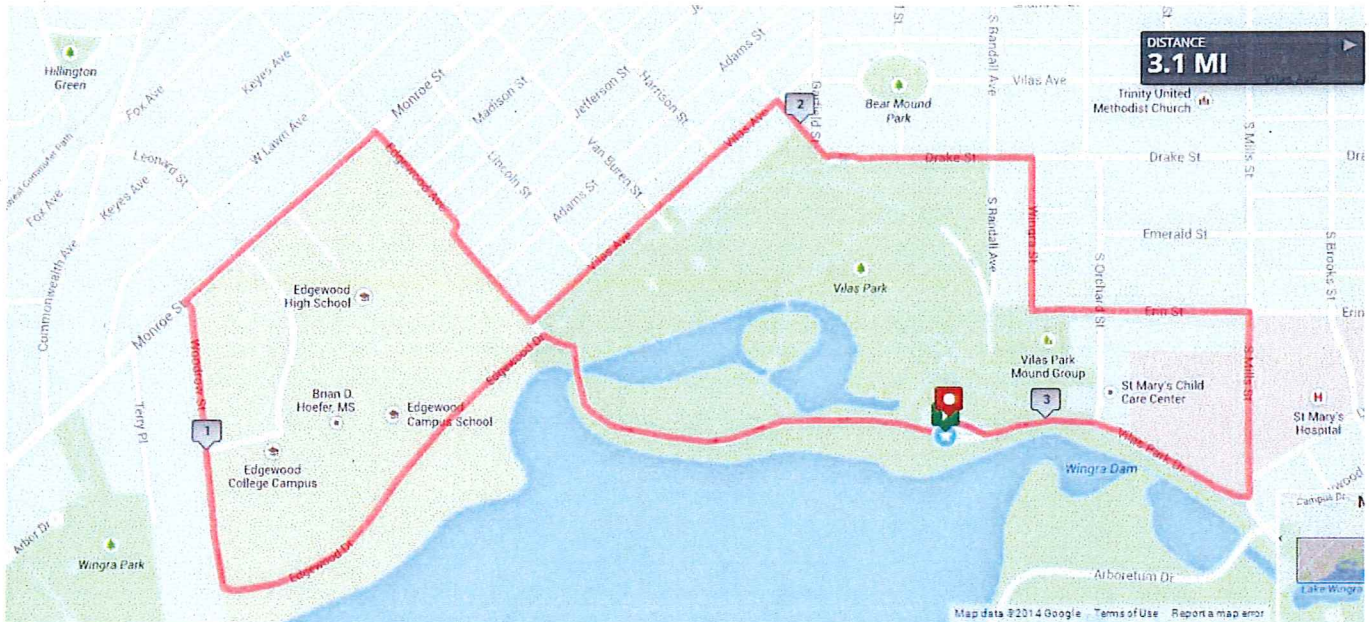 DISTANCE
3.1 MI
Hillington
Green
Fox Ave
Keyes Ave
Monroe St
Madison St
Jefferson St
Harrison St
Adams St
Bear Mound
Park
S Randall Ave
Vilas Ave
Vilas Ave
Trinity United
Methodist Church
S Mills St
W Lawn Ave
Leonard St
Keyes Ave
Fox Ave
Commonwealth Ave
Edgewood Ave
Lincoln St
Van Buren St
Adams St
Vilas Ave
2
Drake St
Drake St
S Randall Ave
Wingra St
Emerald St
S Orchard St
S Brooks St
Vilas Ave
Vilas Park
Edgewood
High School
Monroe St
Woodrow St
Erin St
Erin
Terry Pl
Brian D.
Hoefer, MS
Edgewood
Campus School
Edgewood Dr
Vilas Park
Mound Group
St Mary's Child
Care Center
S Mills St
H
St Mary's
Hospital
1
3
Edgewood
College Campus
Vilas Park Dr
Wingra Dam
Campus Dr
Arbor Dr
Wingra Park
Edgewood Dr
Arboretum Dr
Lake Wingra
Map data ©2014 Google
Terms of Use
Report a map error